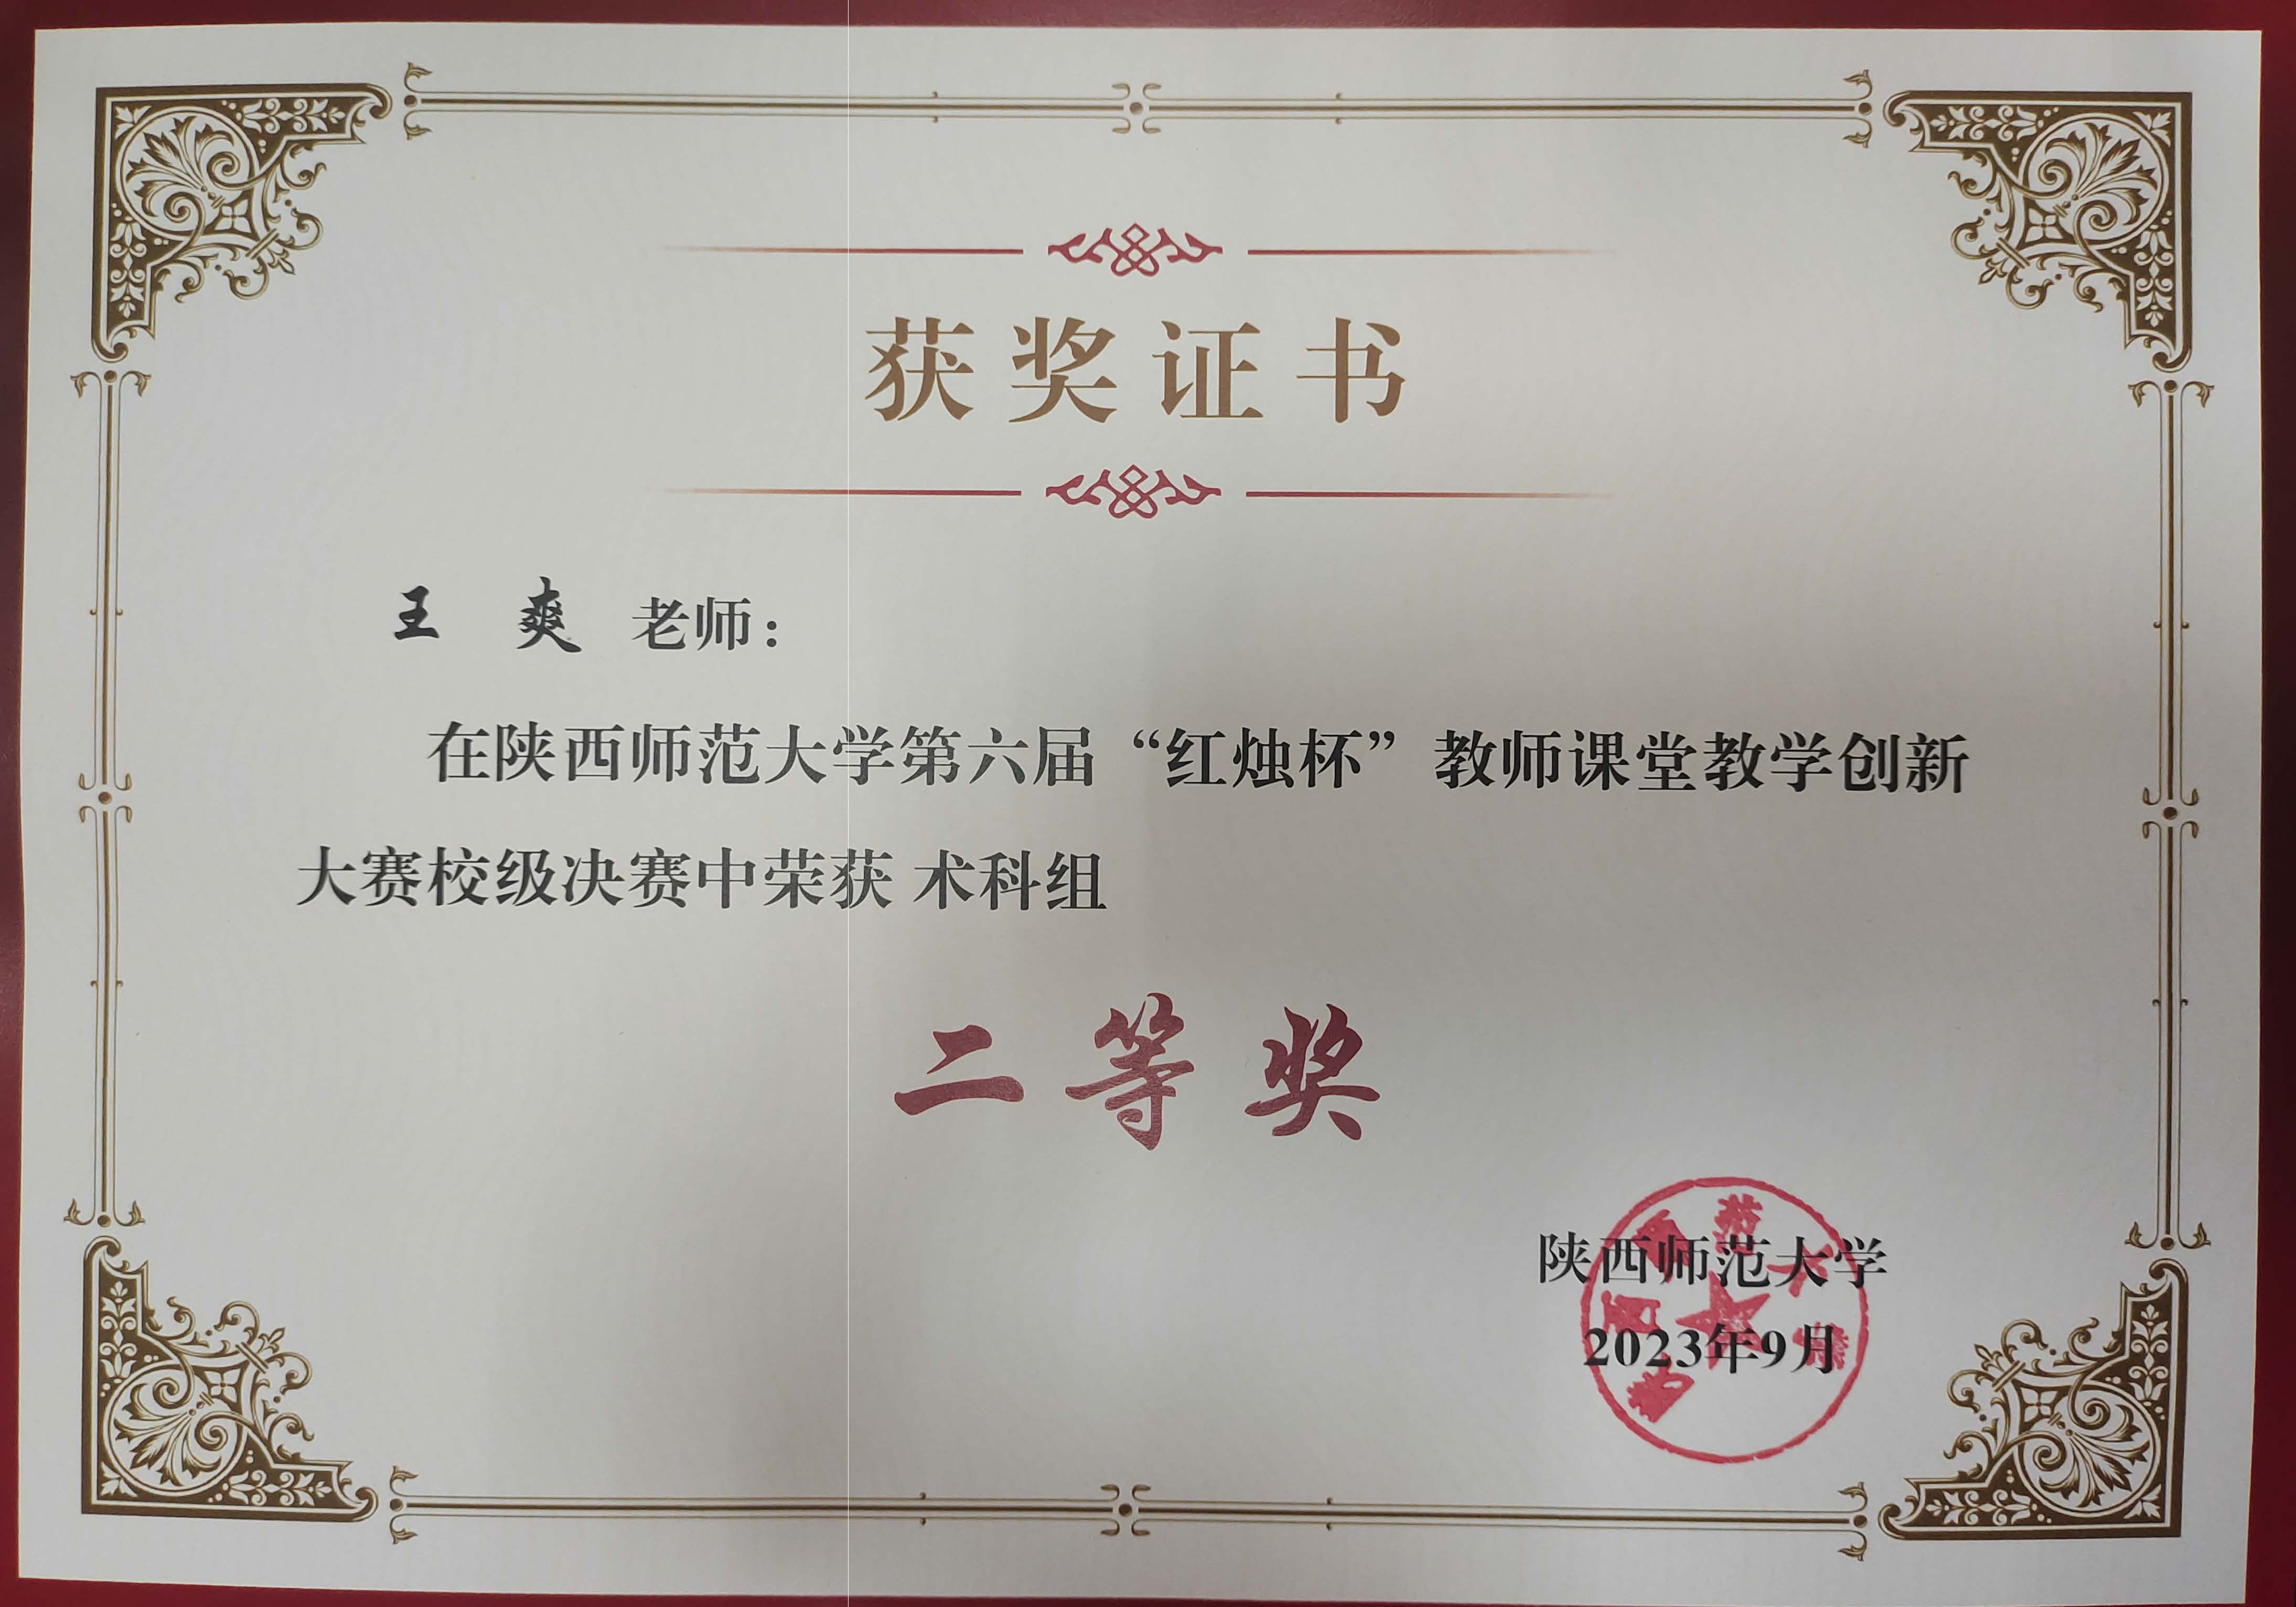 获奖证书
王 爽 老师：
在陕西师范大学第六届“红烛杯”教师课堂教学创新
大赛校级决赛中荣获 术科组
二等奖
陕西师范大学
2023年9月